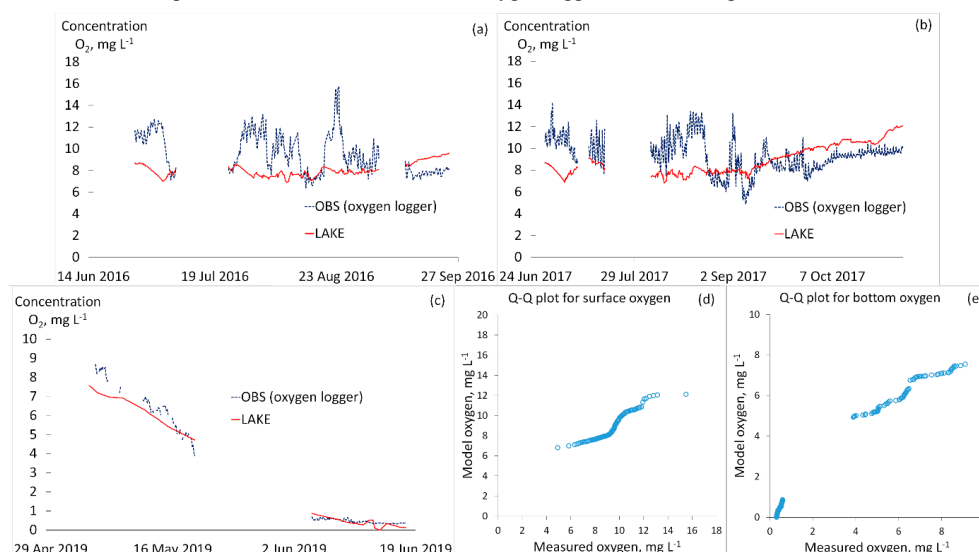 Concentration
O₂, mg L⁻¹
(a)
18
16
14
12
10
8
6
4
2
0
OBS (oxygen logger)
LAKE
14 Jun 2016 19 Jul 2016 23 Aug 2016 27 Sep 2016
Concentration
O₂, mg L⁻¹
(b)
18
16
14
12
10
8
6
4
2
0
OBS (oxygen logger)
LAKE
24 Jun 2017 29 Jul 2017 2 Sep 2017 7 Oct 2017
Concentration
O₂, mg L⁻¹
(c)
10
9
8
7
6
5
4
3
2
1
0
OBS (oxygen logger)
LAKE
29 Apr 2019 16 May 2019 2 Jun 2019 19 Jun 2019
Q-Q plot for surface oxygen (d)
Model oxygen, mg L⁻¹
20
18
16
14
12
10
8
6
4
2
0
0 2 4 6 8 10 12 14 16 18
Measured oxygen, mg L⁻¹
Q-Q plot for bottom oxygen (e
Model oxygen, mg L⁻¹
10
8
6
4
2
0
0 2 4 6 8
Measured oxygen, mg L⁻¹